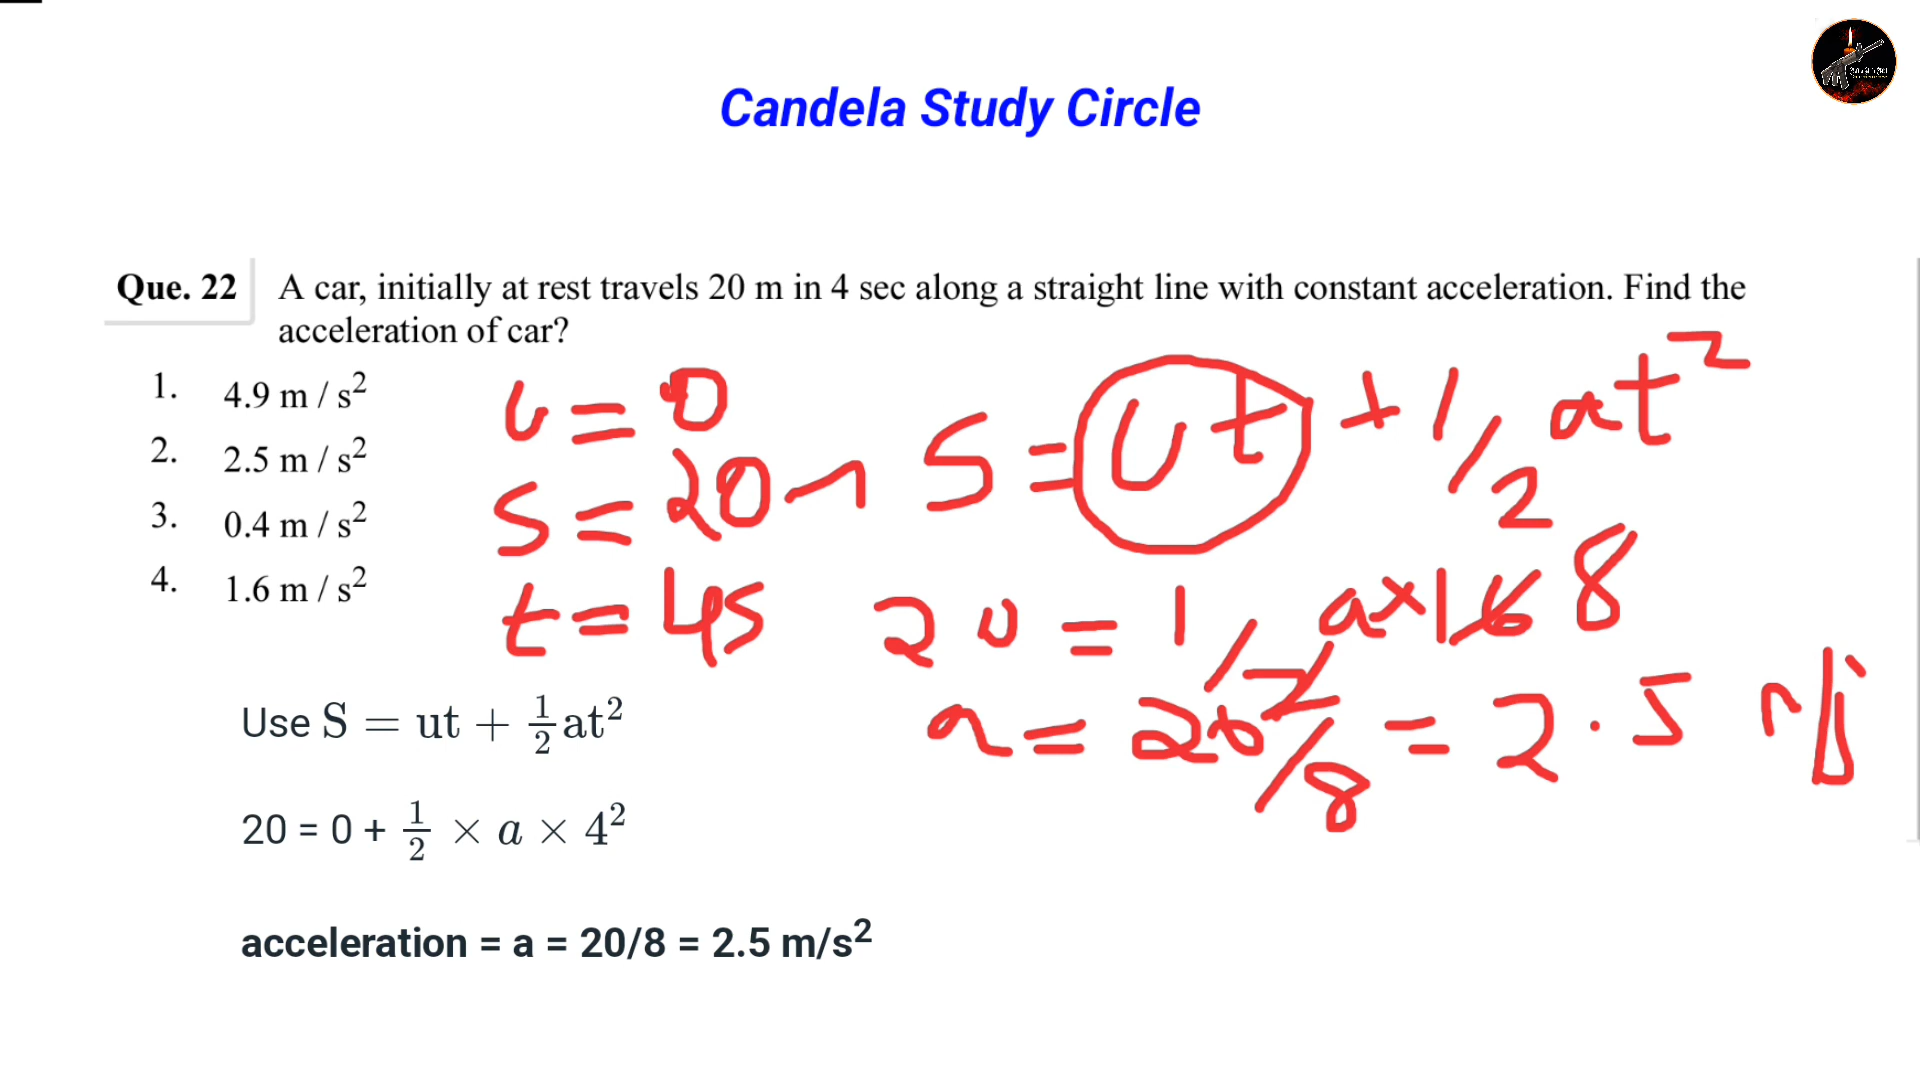 Candela Study Circle
Que. 22 A car, initially at rest travels 20 m in 4 sec along a straight line with constant acceleration. Find the
acceleration of car?
1. 4.9 m / s²
2. 2.5 m / s²
3. 0.4 m / s²
4. 1.6 m / s²
u = 0
S = 20 m
t = 4s
S = ut + 1/2 at²
20 = 1/2 a × 16 8
a = 20/8 = 2.5
Use S = ut + 1/2 at²
20 = 0 + 1/2 × a × 4²
acceleration = a = 20/8 = 2.5 m/s²